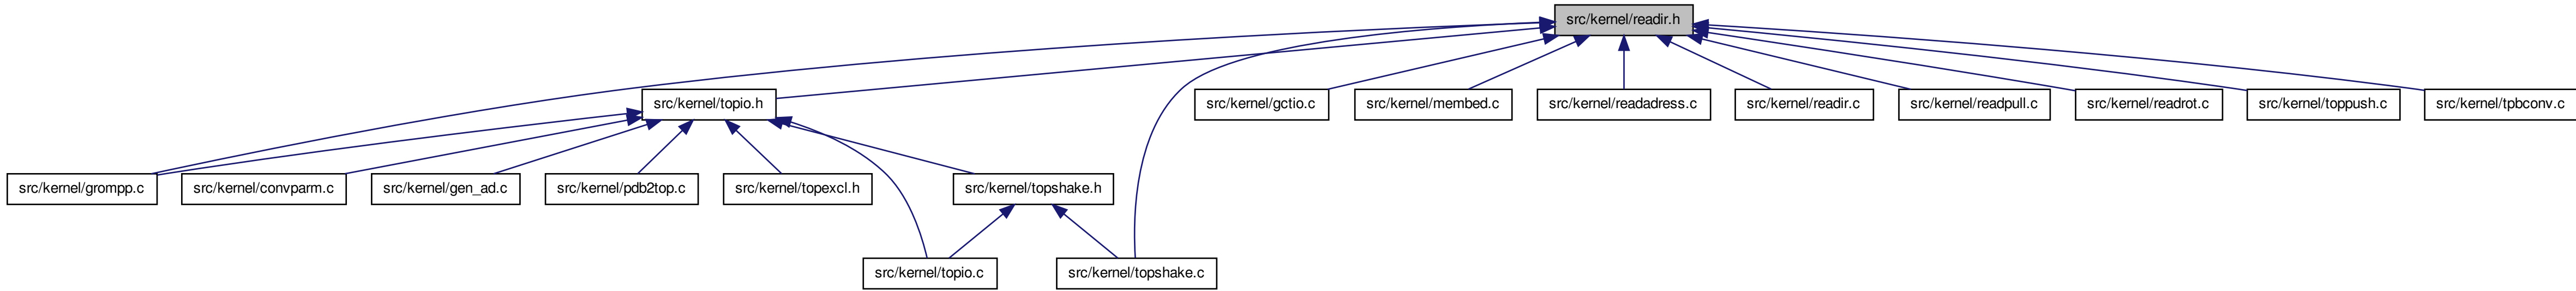 src/kernel/readir.h
src/kernel/topio.h
src/kernel/gctio.c
src/kernel/membed.c
src/kernel/readadress.c
src/kernel/readir.c
src/kernel/readpull.c
src/kernel/readrot.c
src/kernel/toppush.c
src/kernel/tpbconv.c
src/kernel/grompp.c
src/kernel/convparm.c
src/kernel/gen_ad.c
src/kernel/pdb2top.c
src/kernel/topexcl.h
src/kernel/topshake.h
src/kernel/topio.c
src/kernel/topshake.c